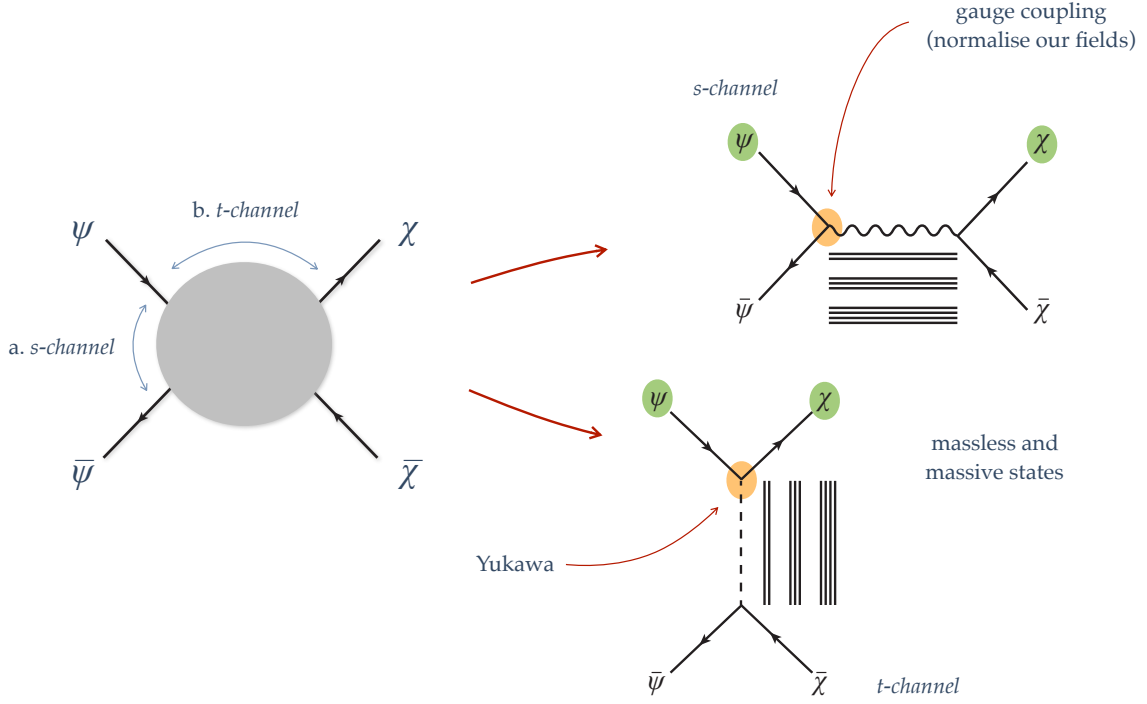 gauge coupling
(normalise our fields)
s-channel
ψ
χ
ψ̄
χ̄
b. t-channel
ψ
χ
a. s-channel
ψ̄
χ̄
ψ
χ
massless and
massive states
Yukawa
ψ̄
χ̄
t-channel